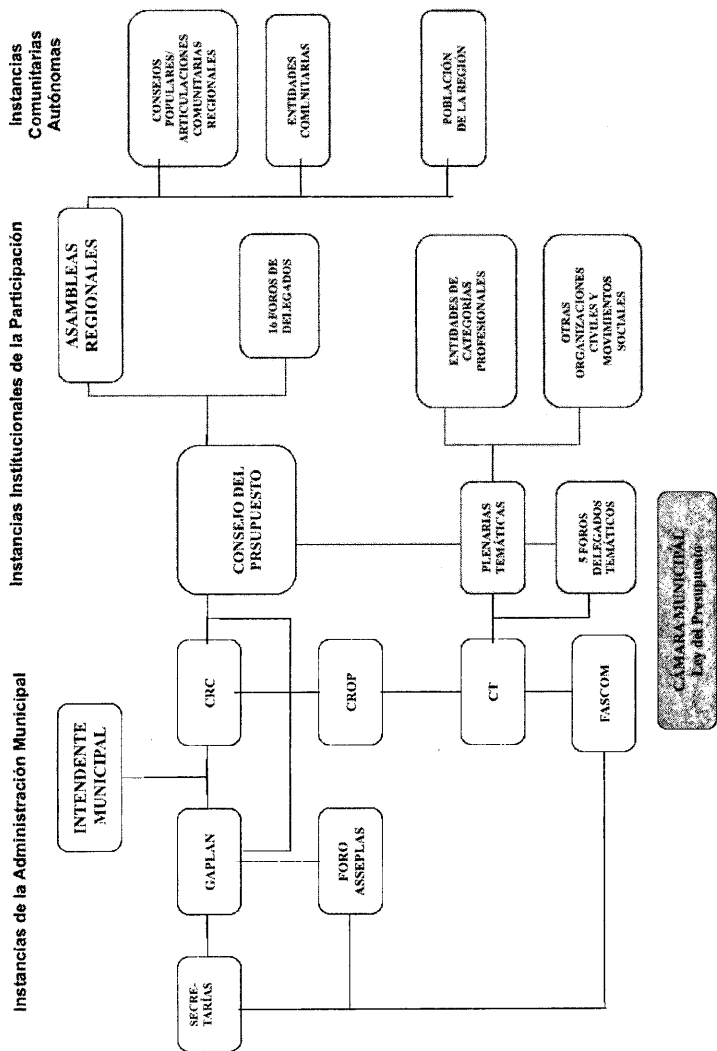 Instancias de la Administración Municipal
Instancias Institucionales de la Participación
Instancias
Comunitarias
Autónomas
INTENDENTE
MUNICIPAL
SECRE-
TARÍAS
GAPLAN
CRC
FORO
ASSEPLAS
CROP
CT
FASCOM
CONSEJO DEL
PRSUPUESTO
ASAMBLEAS
REGIONALES
16 FOROS DE
DELEGADOS
PLENARIAS
TEMÁTICAS
5 FOROS
DELEGADOS
TEMÁTICOS
ENTIDADES DE
CATEGORÍAS
PROFESIONALES
OTRAS
ORGANIZACIONES
CIVILES Y
MOVIMIENTOS
SOCIALES
CONSEJOS
POPULARES/
ARTICULACIONES
COMUNITARIAS
REGIONALES
ENTIDADES
COMUNITARIAS
POBLACIÓN
DE LA REGIÓN
CÁMARA MUNICIPAL
Ley del Presupuesto